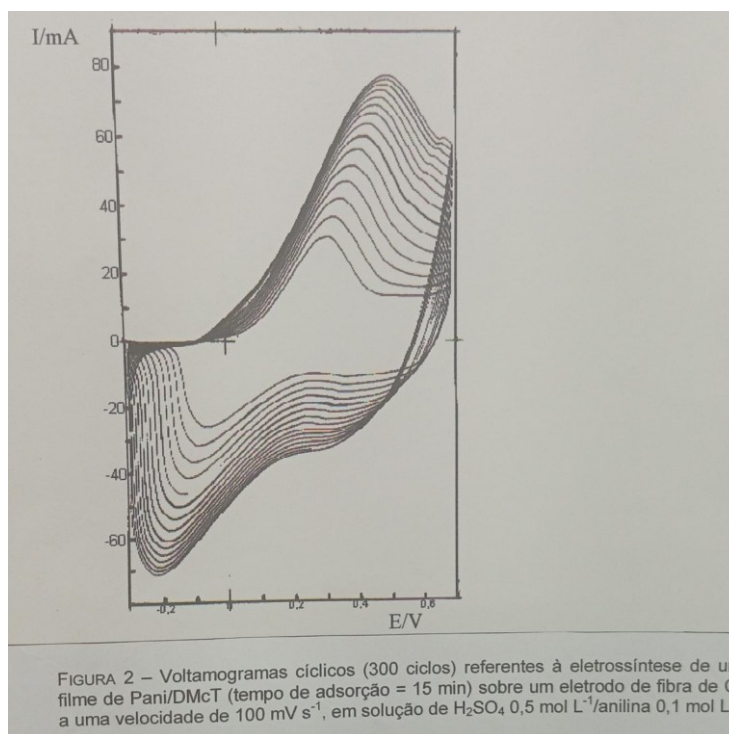 I/mA
80
60
40
20
0
-20
-40
-60
-0,2
0,2
0,4
0,6
E/V
FIGURA 2 – Voltamogramas cíclicos (300 ciclos) referentes à eletrossíntese de
filme de Pani/DMcT (tempo de adsorção = 15 min) sobre um eletrodo de fibra de
a uma velocidade de 100 mV s⁻¹, em solução de H₂SO₄ 0,5 mol L⁻¹/anilina 0,1 mol